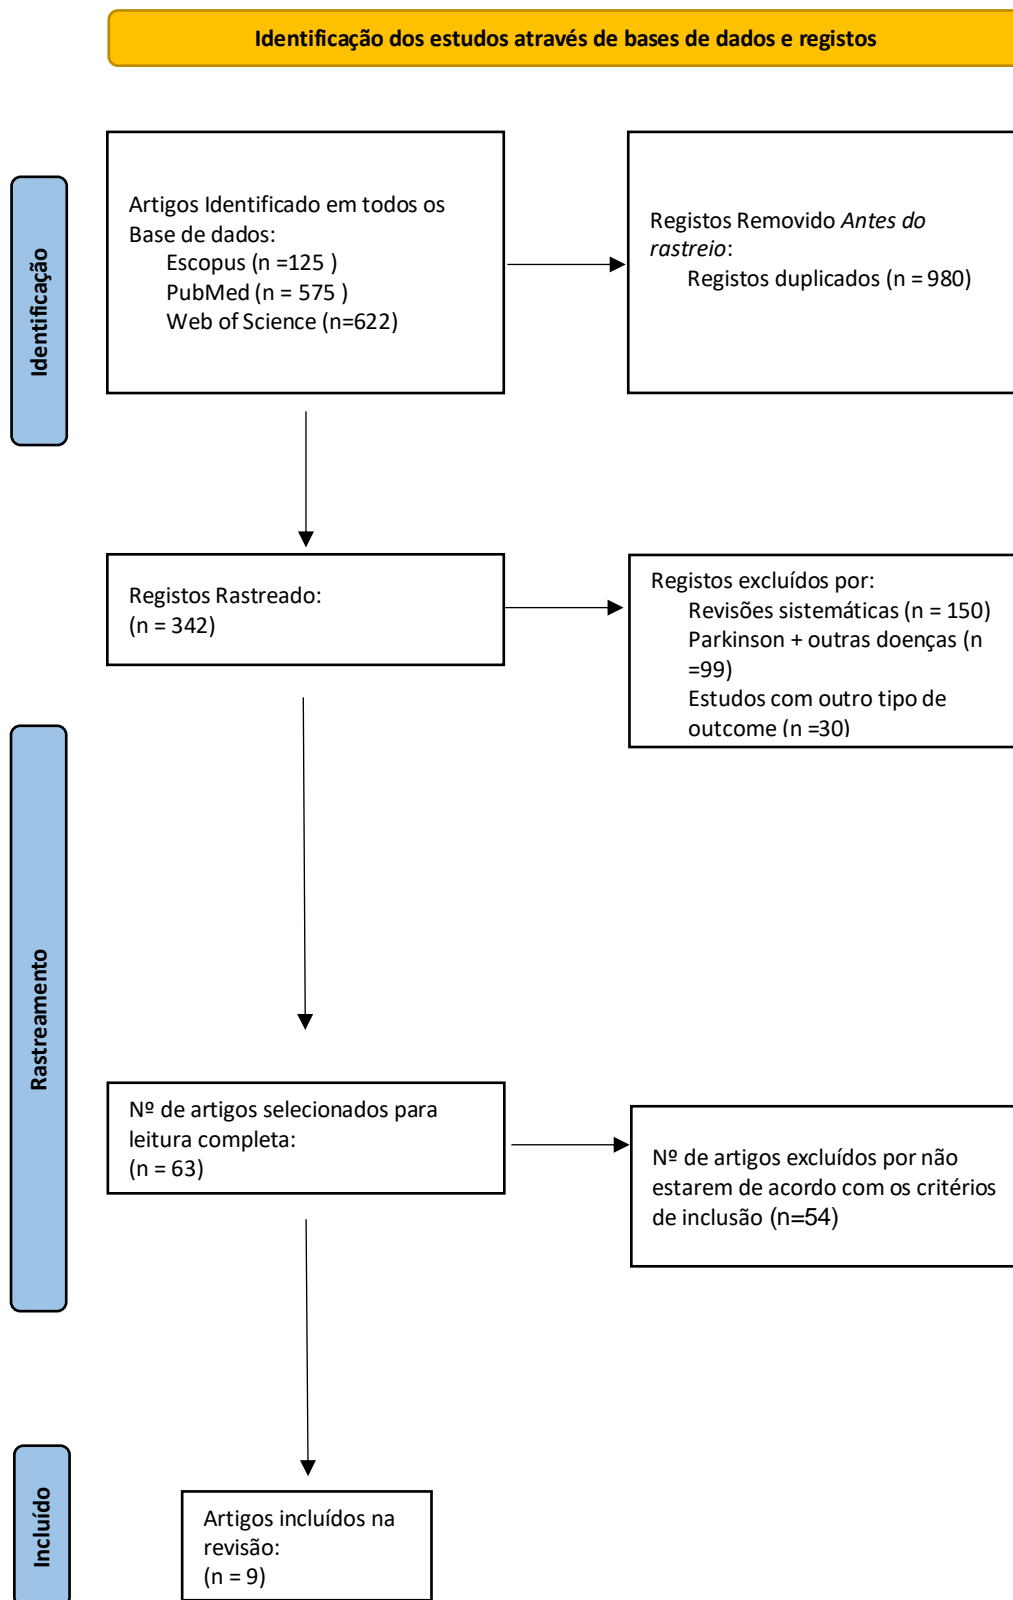 Identificação dos estudos através de bases de dados e registos
Identificação
Artigos Identificado em todos os
Base de dados:
Escopus (n =125 )
PubMed (n = 575 )
Web of Science (n=622)
Registos Removido Antes do
rastreio:
Registos duplicados (n = 980)
Registos Rastreado:
(n = 342)
Registos excluídos por:
Revisões sistemáticas (n = 150)
Parkinson + outras doenças (n
=99)
Estudos com outro tipo de
outcome (n =30)
Rastreamento
Nº de artigos selecionados para
leitura completa:
(n = 63)
Nº de artigos excluídos por não
estarem de acordo com os critérios
de inclusão (n=54)
Incluído
Artigos incluídos na
revisão:
(n = 9)